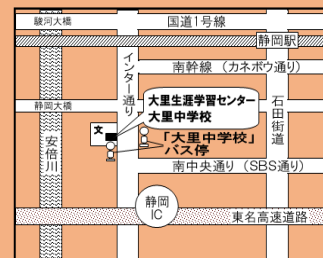 駿河大橋
国道1号線
静岡駅
インター通り
南幹線（カネボウ通り）
静岡大橋
大里生涯学習センター
大里中学校
石田街道
文
「大里中学校」
バス停
安倍川
南中央通り（SBS通り）
静岡
IC
東名高速道路